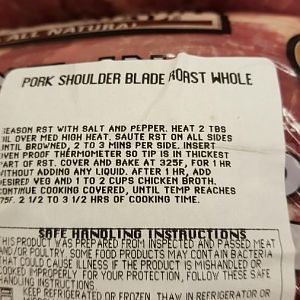 ALL NATURAL
PORK SHOULDER BLADE ROAST WHOLE
SEASON RST WITH SALT AND PEPPER. HEAT 2 TBS
OIL OVER MED HIGH HEAT. SAUTE RST ON ALL SIDES
UNTIL BROWNED, 2 TO 3 MINS PER SIDE. INSERT
OVEN PROOF THERMOMETER SO TIP IS IN THICKEST
PART OF RST. COVER AND BAKE AT 325F, FOR 1 HR
WITHOUT ADDING ANY LIQUID. AFTER 1 HR, ADD
DESIRED VEG AND 1 TO 2 CUPS CHICKEN BROTH.
CONTINUE COOKING COVERED, UNTIL TEMP REACHES
75F. 2 1/2 TO 3 1/2 HRS OF COOKING TIME.
SAFE HANDLING INSTRUCTIONS
THIS PRODUCT WAS PREPARED FROM INSPECTED AND PASSED MEAT
AND/OR POULTRY. SOME FOOD PRODUCTS MAY CONTAIN BACTERIA
THAT COULD CAUSE ILLNESS IF THE PRODUCT IS MISHANDLED OR
COOKED IMPROPERLY. FOR YOUR PROTECTION, FOLLOW THESE SAFE
HANDLING INSTRUCTIONS.
KEEP REFRIGERATED OR FROZEN. THAW IN REFRIGERATOR OR